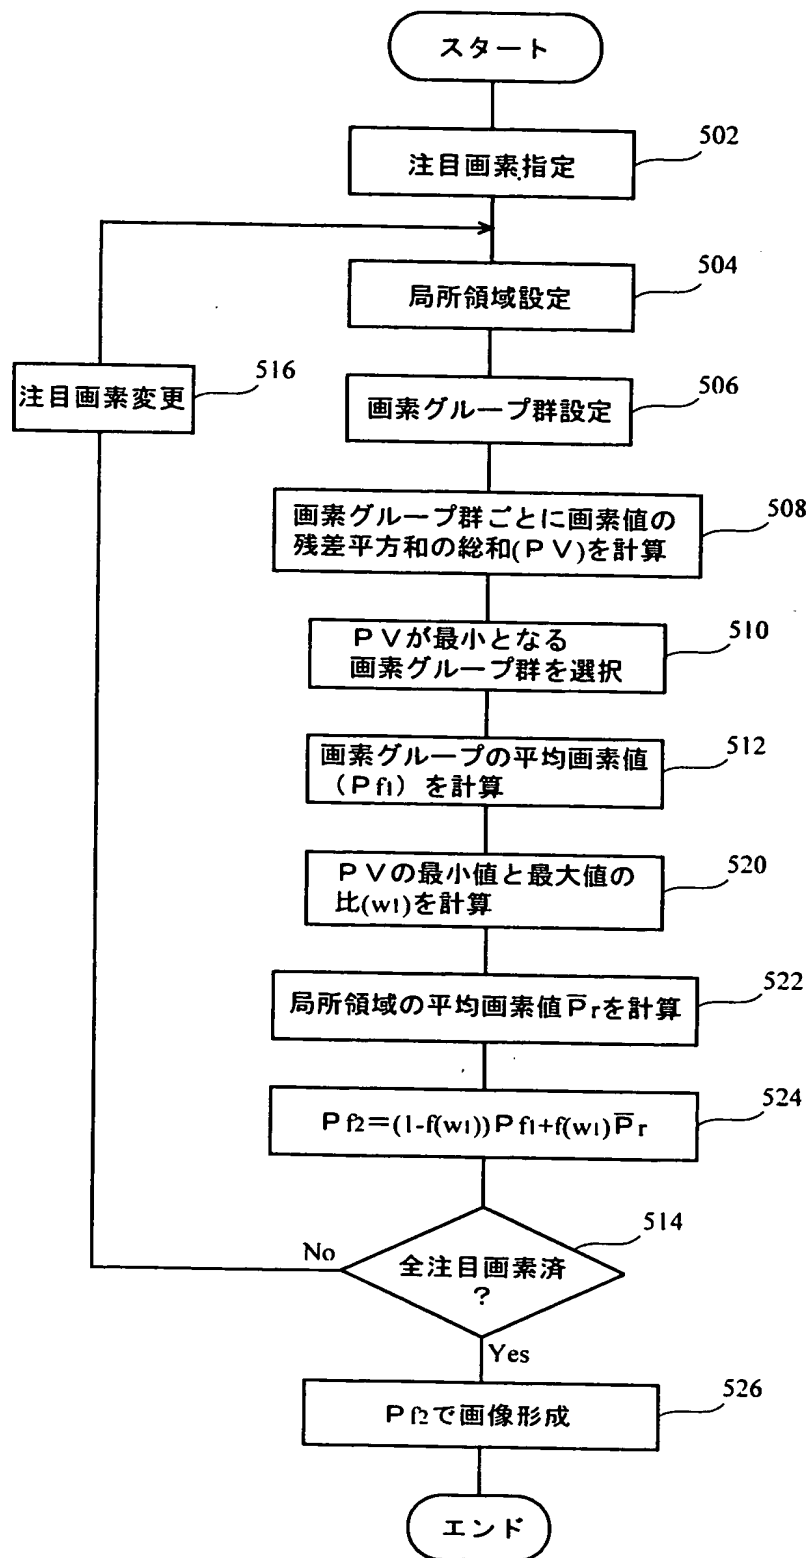 スタート
注目画素指定
502
局所領域設定
504
注目画素変更
516
画素グループ群設定
506
画素グループ群ごとに画素値の
残差平方和の総和(PV)を計算
508
PVが最小となる
画素グループ群を選択
510
画素グループの平均画素値
(Pf1)を計算
512
PVの最小値と最大値の
比(w1)を計算
520
局所領域の平均画素値P̅rを計算
522
Pf2=(1-f(w1))Pf1+f(w1)P̅r
524
514
No
全注目画素済
?
Yes
Pf2で画像形成
526
エンド